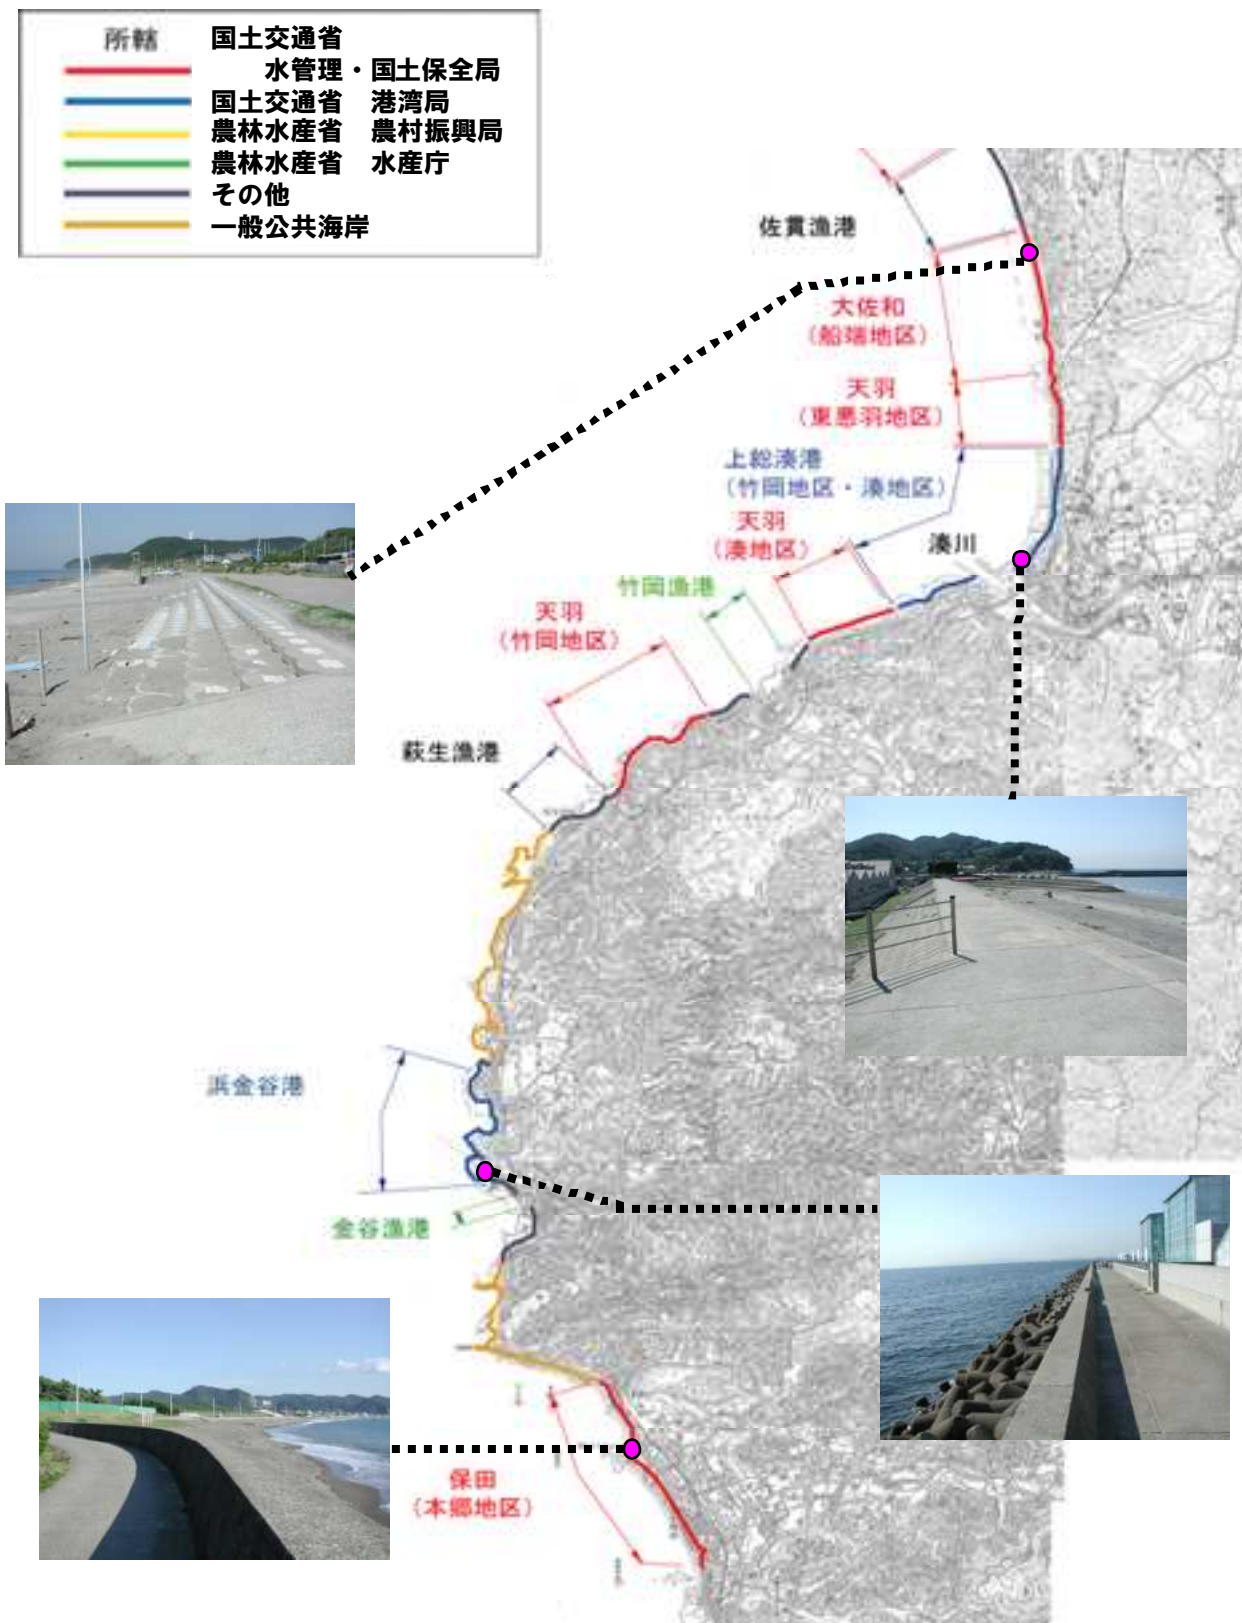 所轄 国土交通省
水管理・国土保全局
国土交通省 港湾局
農林水産省 農村振興局
農林水産省 水産庁
その他
一般公共海岸
佐貫漁港
大佐和
(船端地区)
天羽
上総湊港
(竹岡地区・湊地区)
天羽
(湊地区)
湊川
竹岡漁港
天羽
(竹岡地区)
萩生漁港
浜金谷港
金谷漁港
保田
(本郷地区)